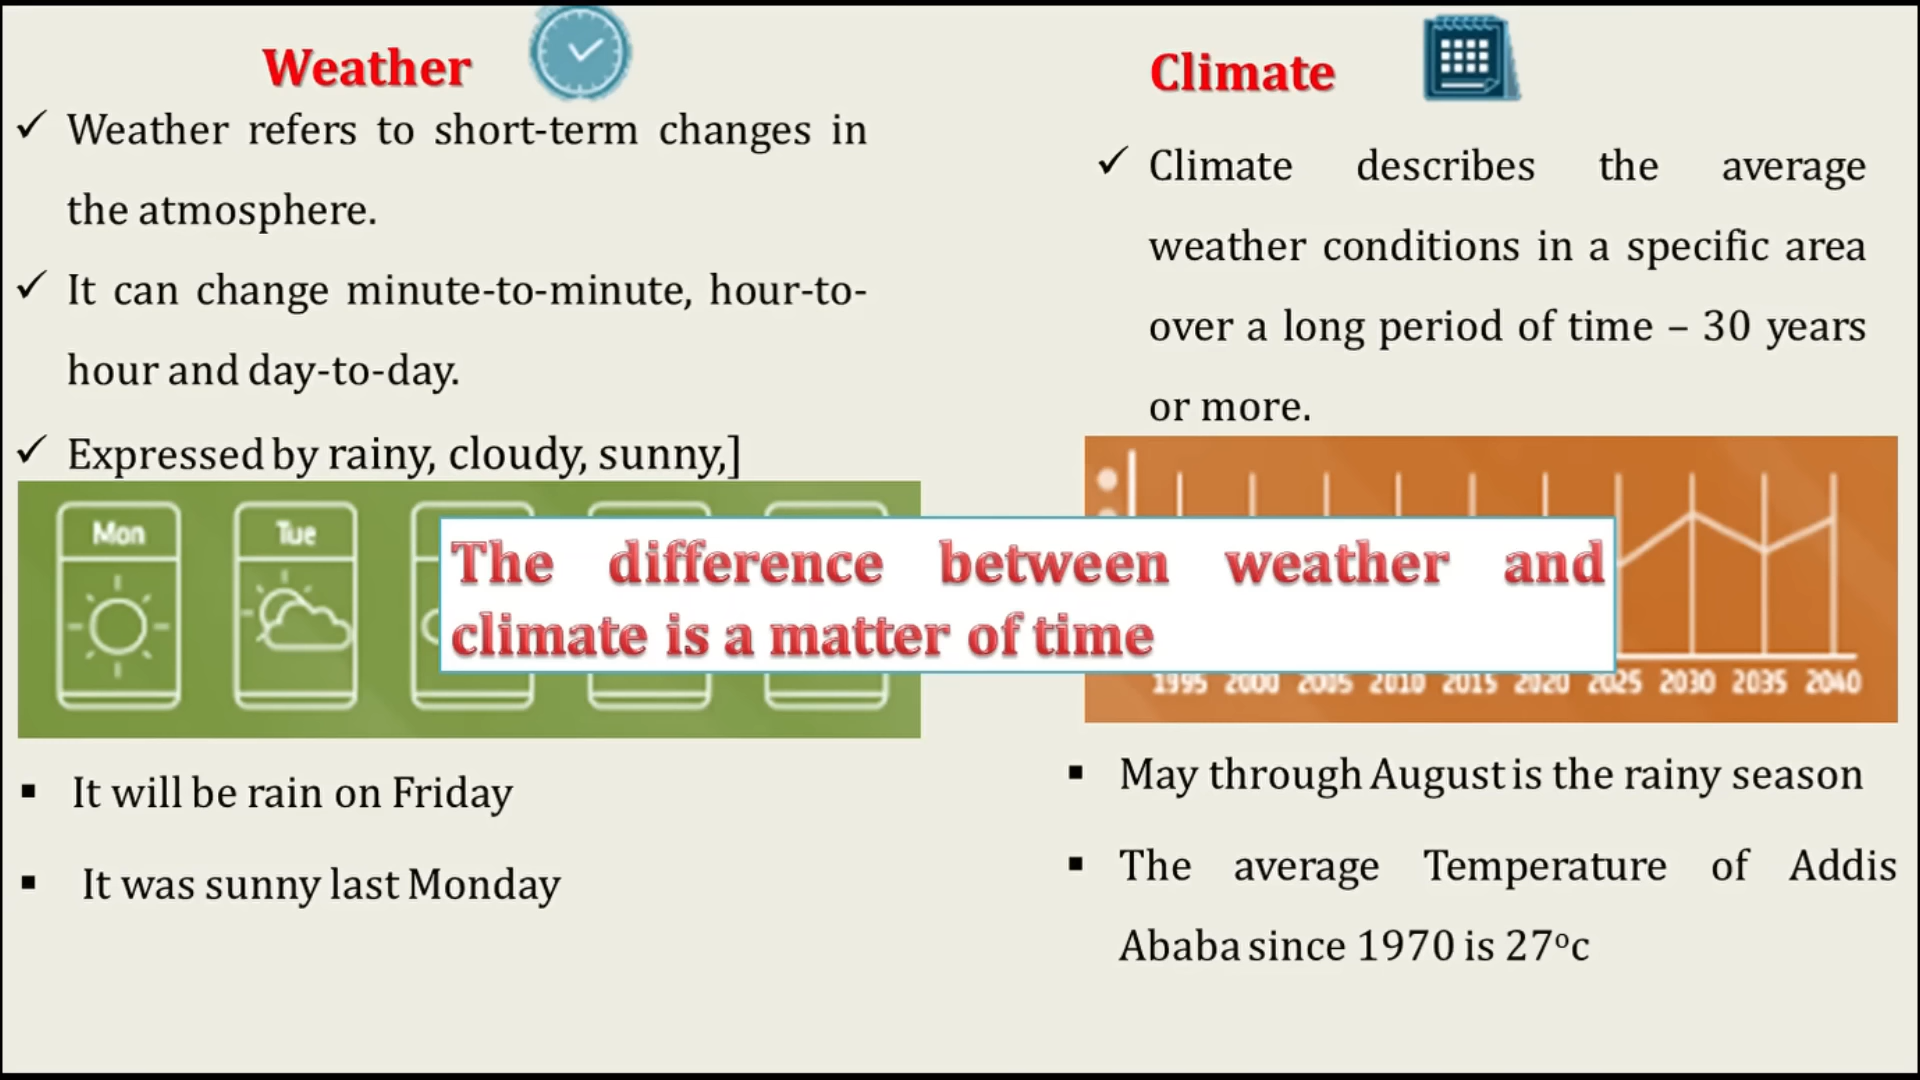 Weather
✓ Weather refers to short-term changes in
the atmosphere.
✓ It can change minute-to-minute, hour-to-
hour and day-to-day.
✓ Expressed by rainy, cloudy, sunny,]
Mon
Tue
▪ It will be rain on Friday
▪ It was sunny last Monday
Climate
✓ Climate describes the average
weather conditions in a specific area
over a long period of time – 30 years
or more.
1995 2000 2005 2010 2015 2020 2025 2030 2035 2040
▪ May through August is the rainy season
▪ The average Temperature of Addis
Ababa since 1970 is 27ºc
The difference between weather and
climate is a matter of time